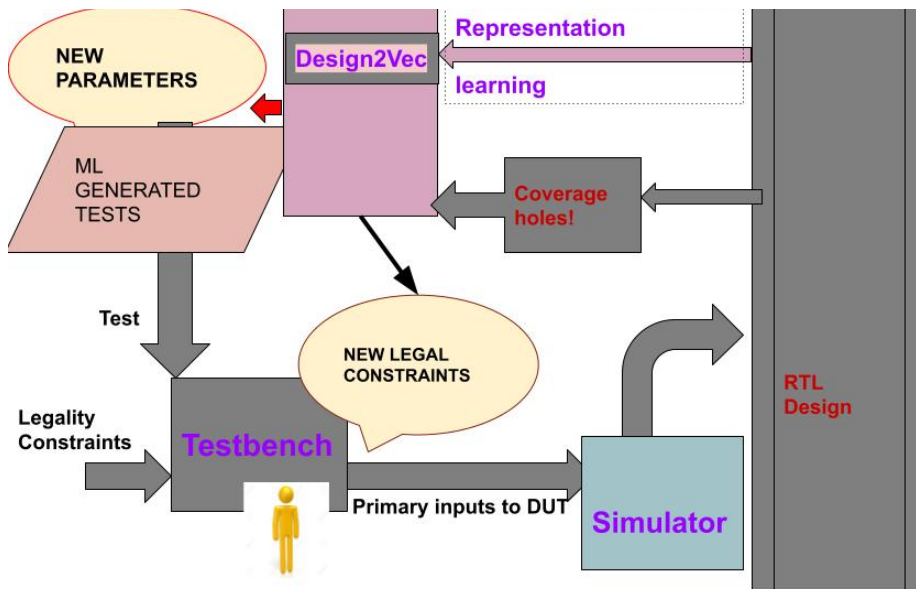 Representation
Design2Vec
learning
NEW
PARAMETERS
ML
GENERATED
TESTS
Coverage
holes!
Test
NEW LEGAL
CONSTRAINTS
RTL
Design
Legality
Constraints
Testbench
Primary inputs to DUT
Simulator